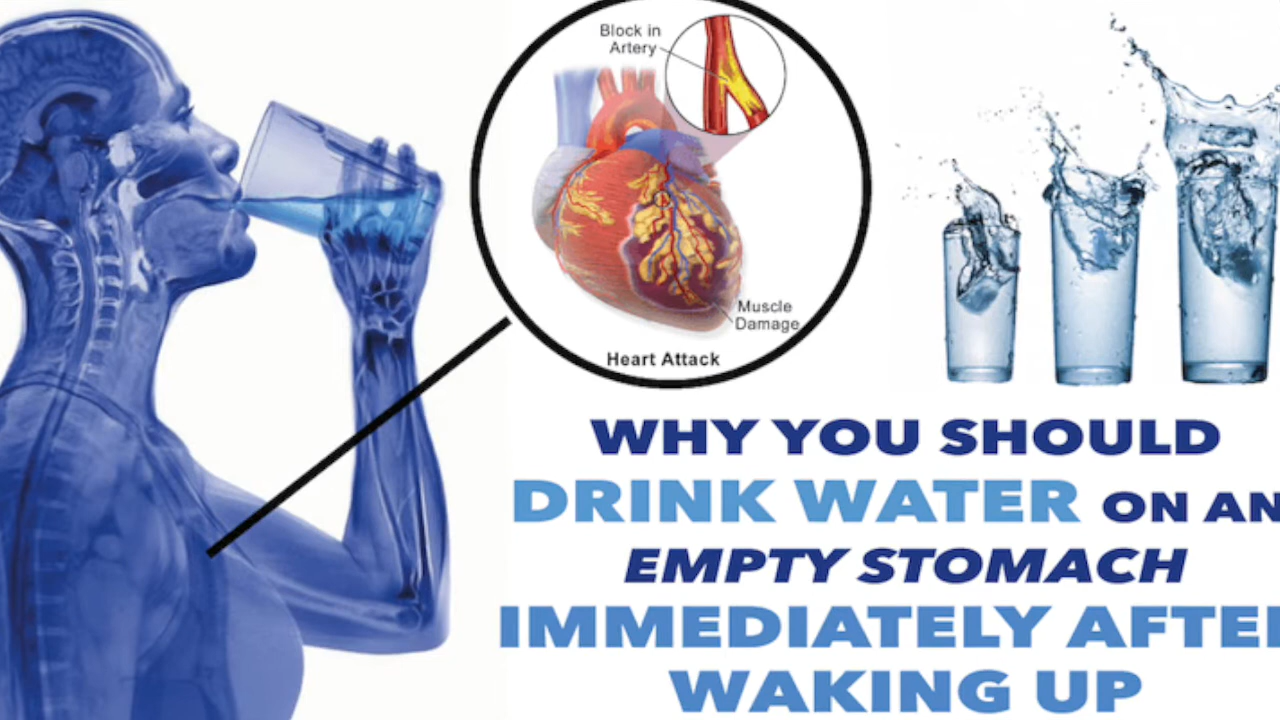 Block in
Artery
Muscle
Damage
Heart Attack
WHY YOU SHOULD
DRINK WATER ON AN
EMPTY STOMACH
IMMEDIATELY AFTER
WAKING UP